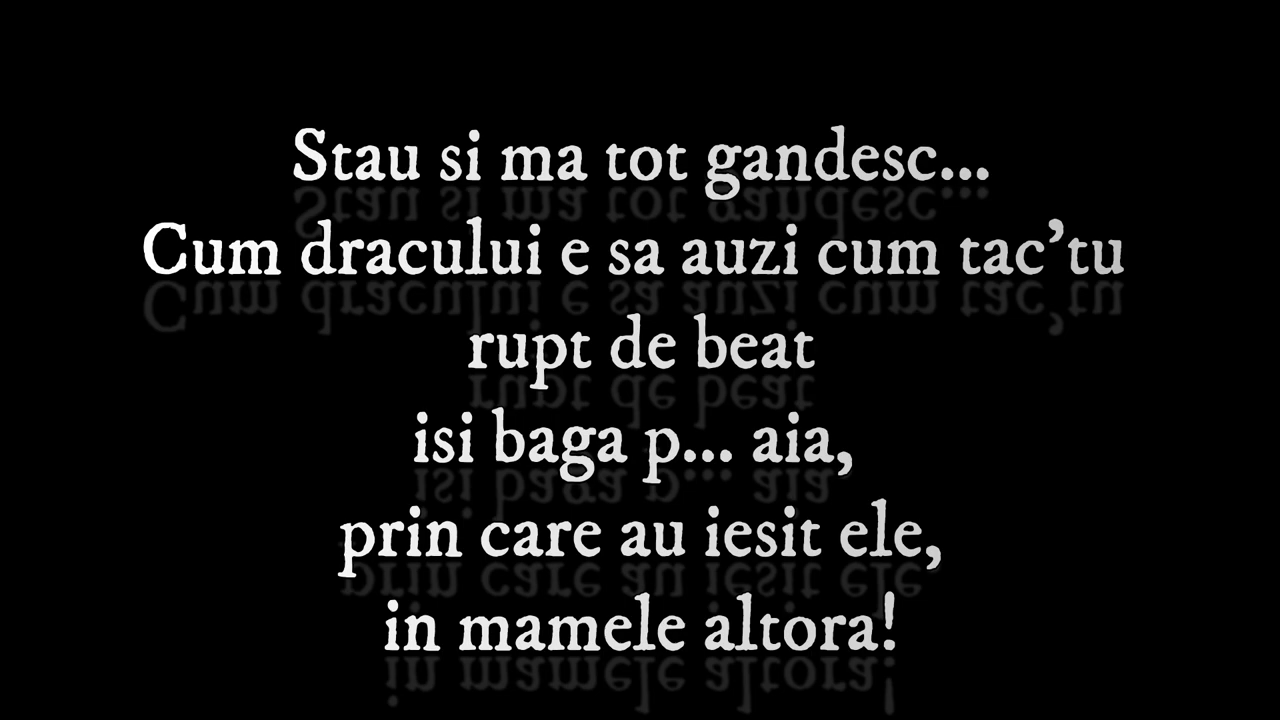 Stau si ma tot gandesc...
Cum dracului e sa auzi cum tac'tu
rupt de beat
isi baga p... aia,
prin care au iesit ele,
in mamele altora!